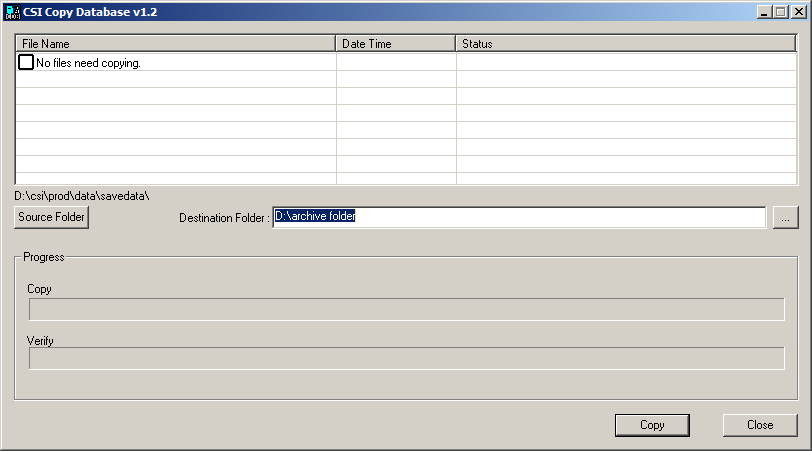 CSI Copy Database v1.2
File Name Date Time Status
No files need copying.
D:\csi\prod\data\savedata\
Source Folder Destination Folder : D:\archive folder ...
Progress
Copy
Verify
Copy Close